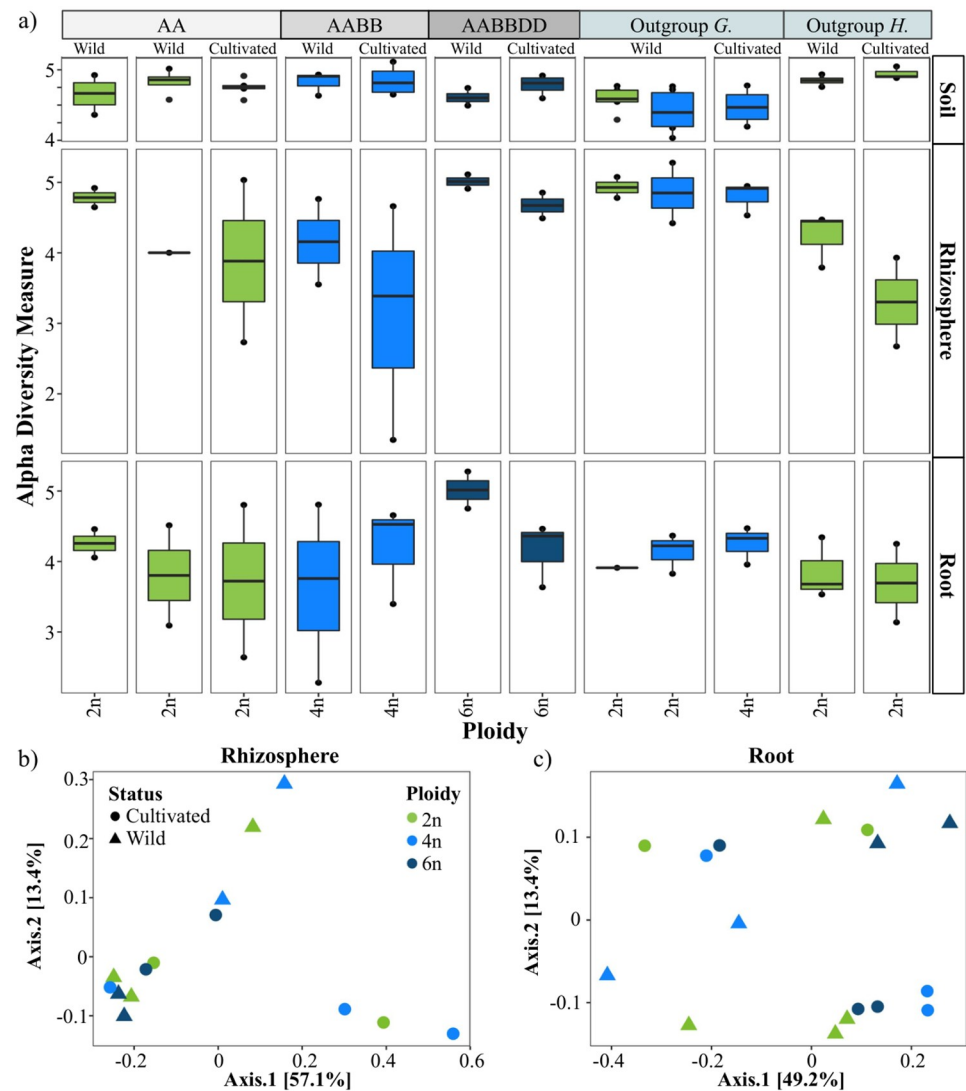 a)
AA AABB AABBDD Outgroup G. Outgroup H.
Wild Wild Cultivated Wild Cultivated Wild Cultivated Wild Cultivated Wild Cultivated
5
4
Soil
5
4
3
2
Rhizosphere
5
4
3
Root
Alpha Diversity Measure
2n 2n 2n 4n 4n 6n 6n 2n 2n 4n 2n 2n
Ploidy
b)
Rhizosphere
Status
Cultivated
Wild
Ploidy
2n
4n
6n
0.3
0.1
0
-0.1
Axis.2 [13.4%]
-0.2 0 0.2 0.4 0.6
Axis.1 [57.1%]
c)
Root
0.1
0
-0.1
Axis.2 [13.4%]
-0.4 -0.2 0 0.2
Axis.1 [49.2%]